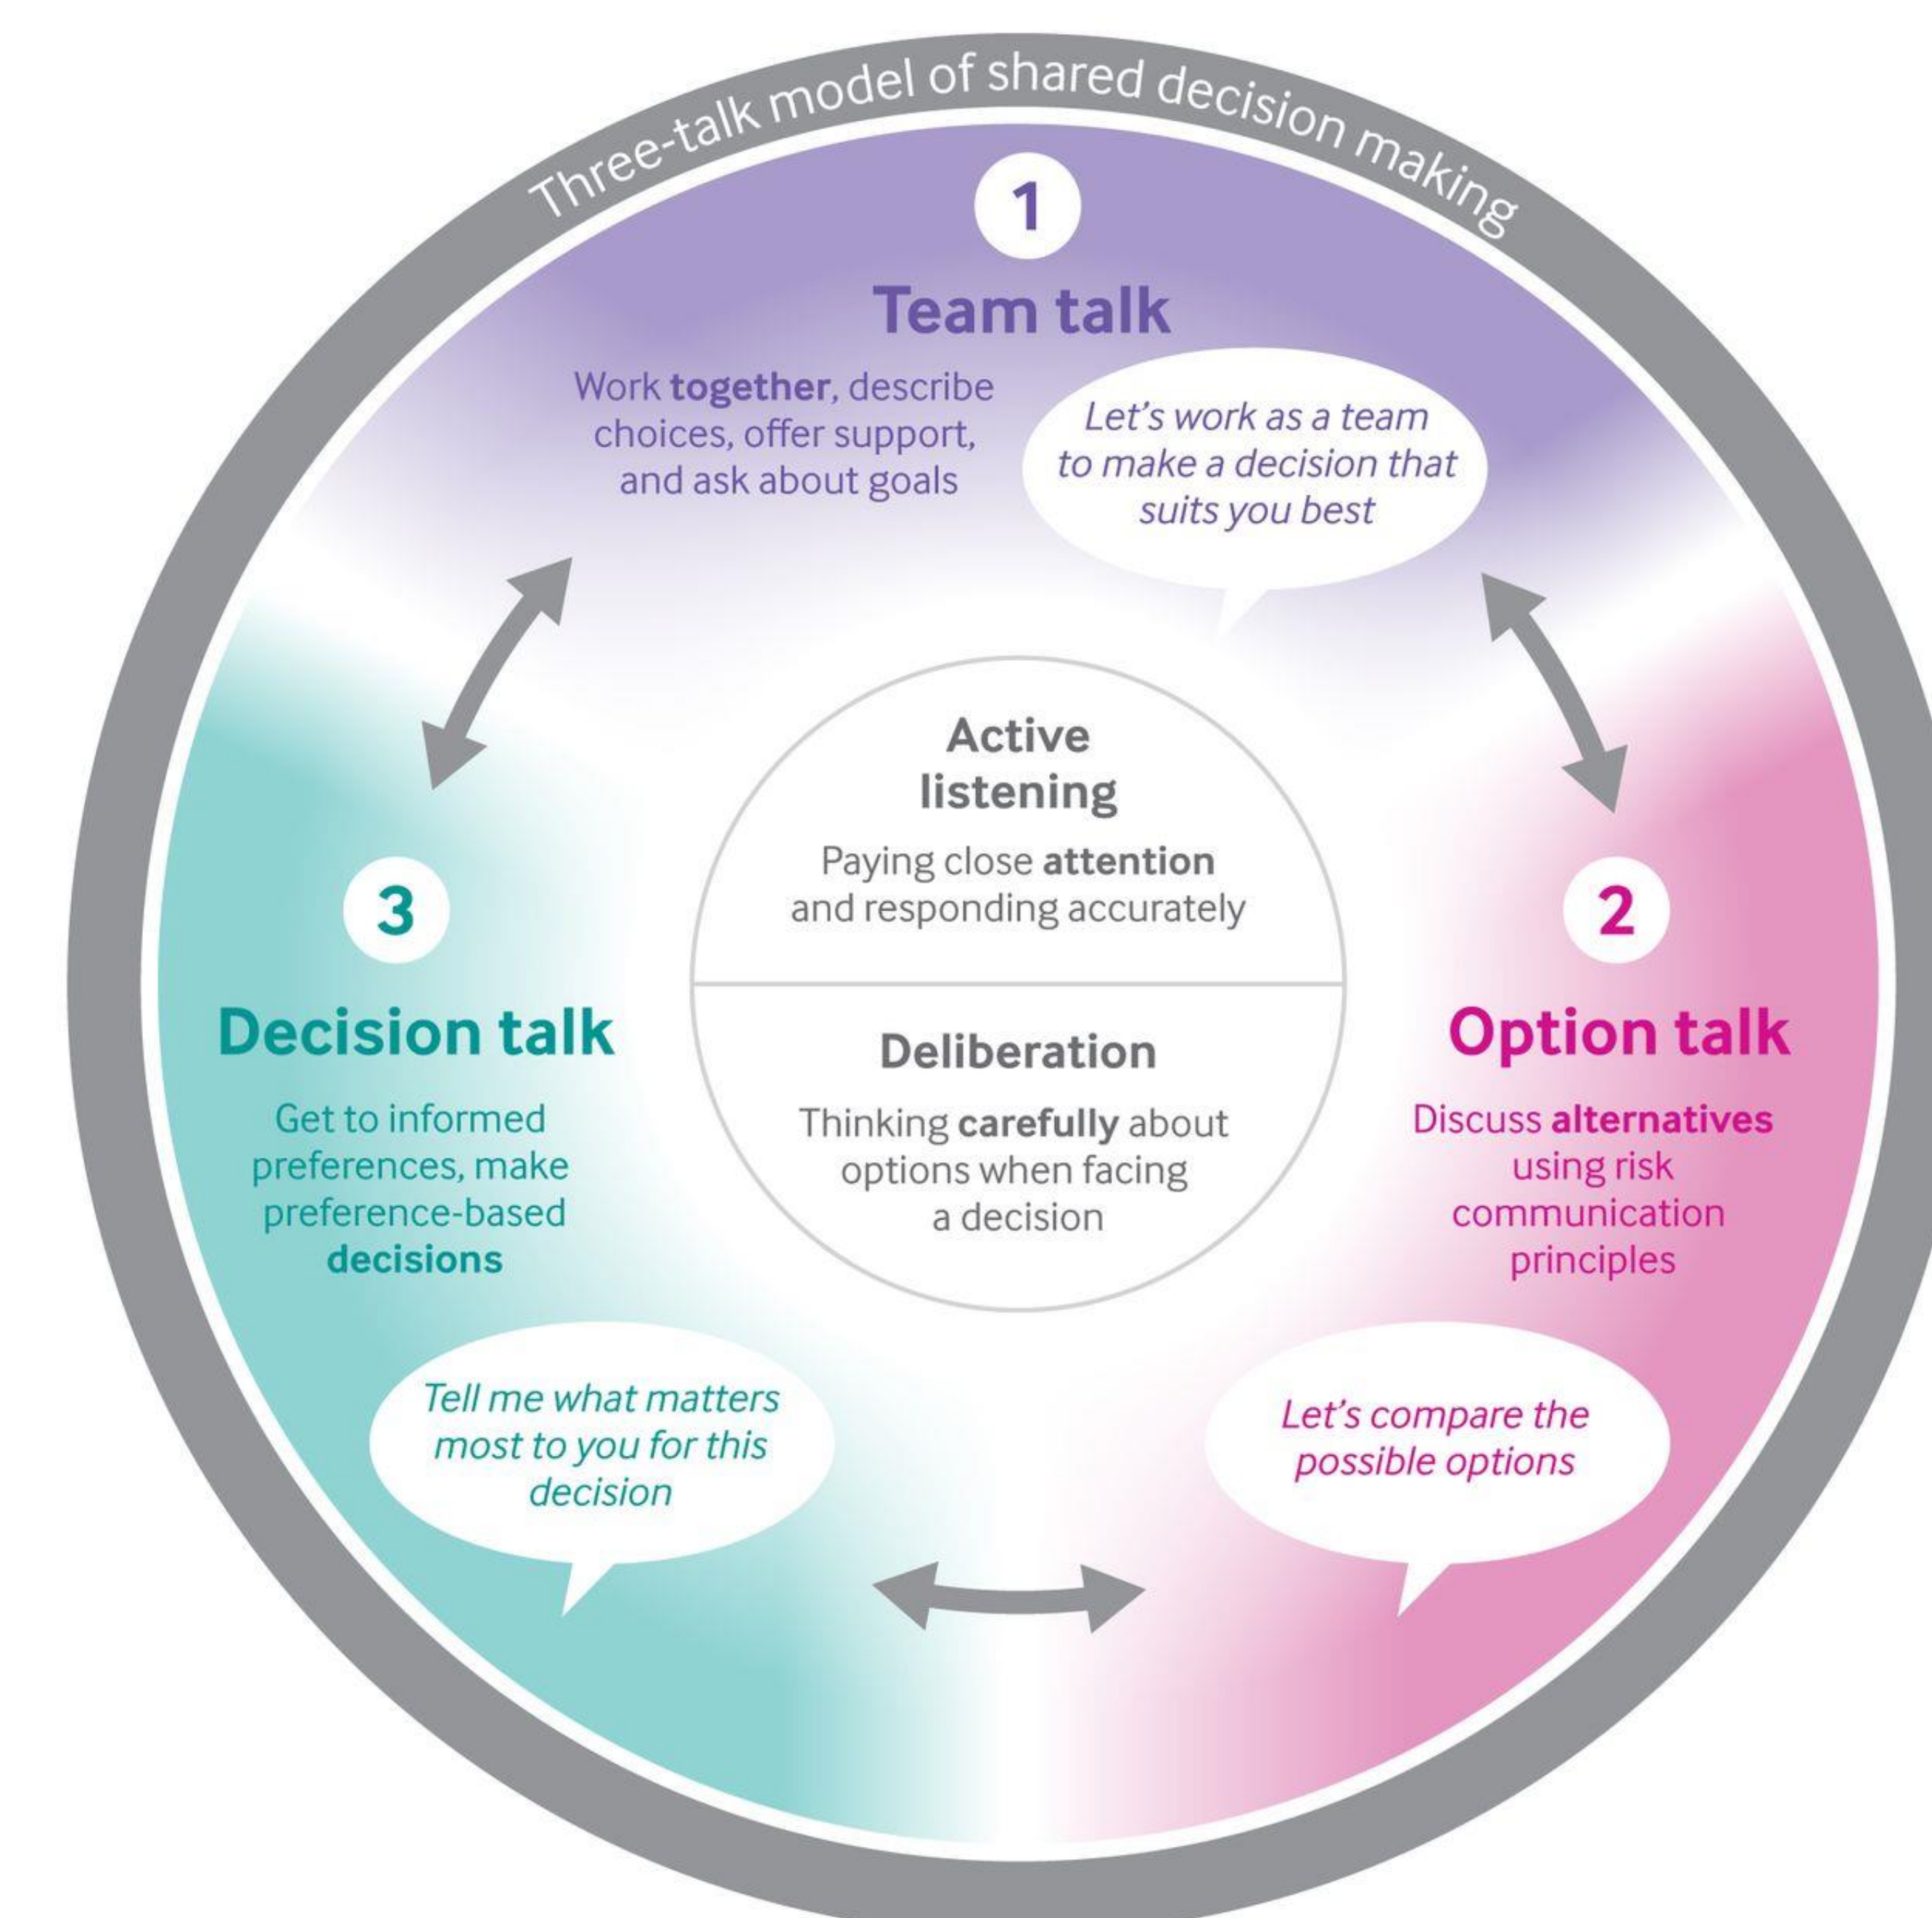 Three-talk model of shared decision making
1
Team talk
Work together, describe
choices, offer support,
and ask about goals
Let's work as a team
to make a decision that
suits you best
Active
listening
Paying close attention
and responding accurately
Deliberation
Thinking carefully about
options when facing
a decision
2
Option talk
Discuss alternatives
using risk
communication
principles
Let's compare the
possible options
3
Decision talk
Get to informed
preferences, make
preference-based
decisions
Tell me what matters
most to you for this
decision